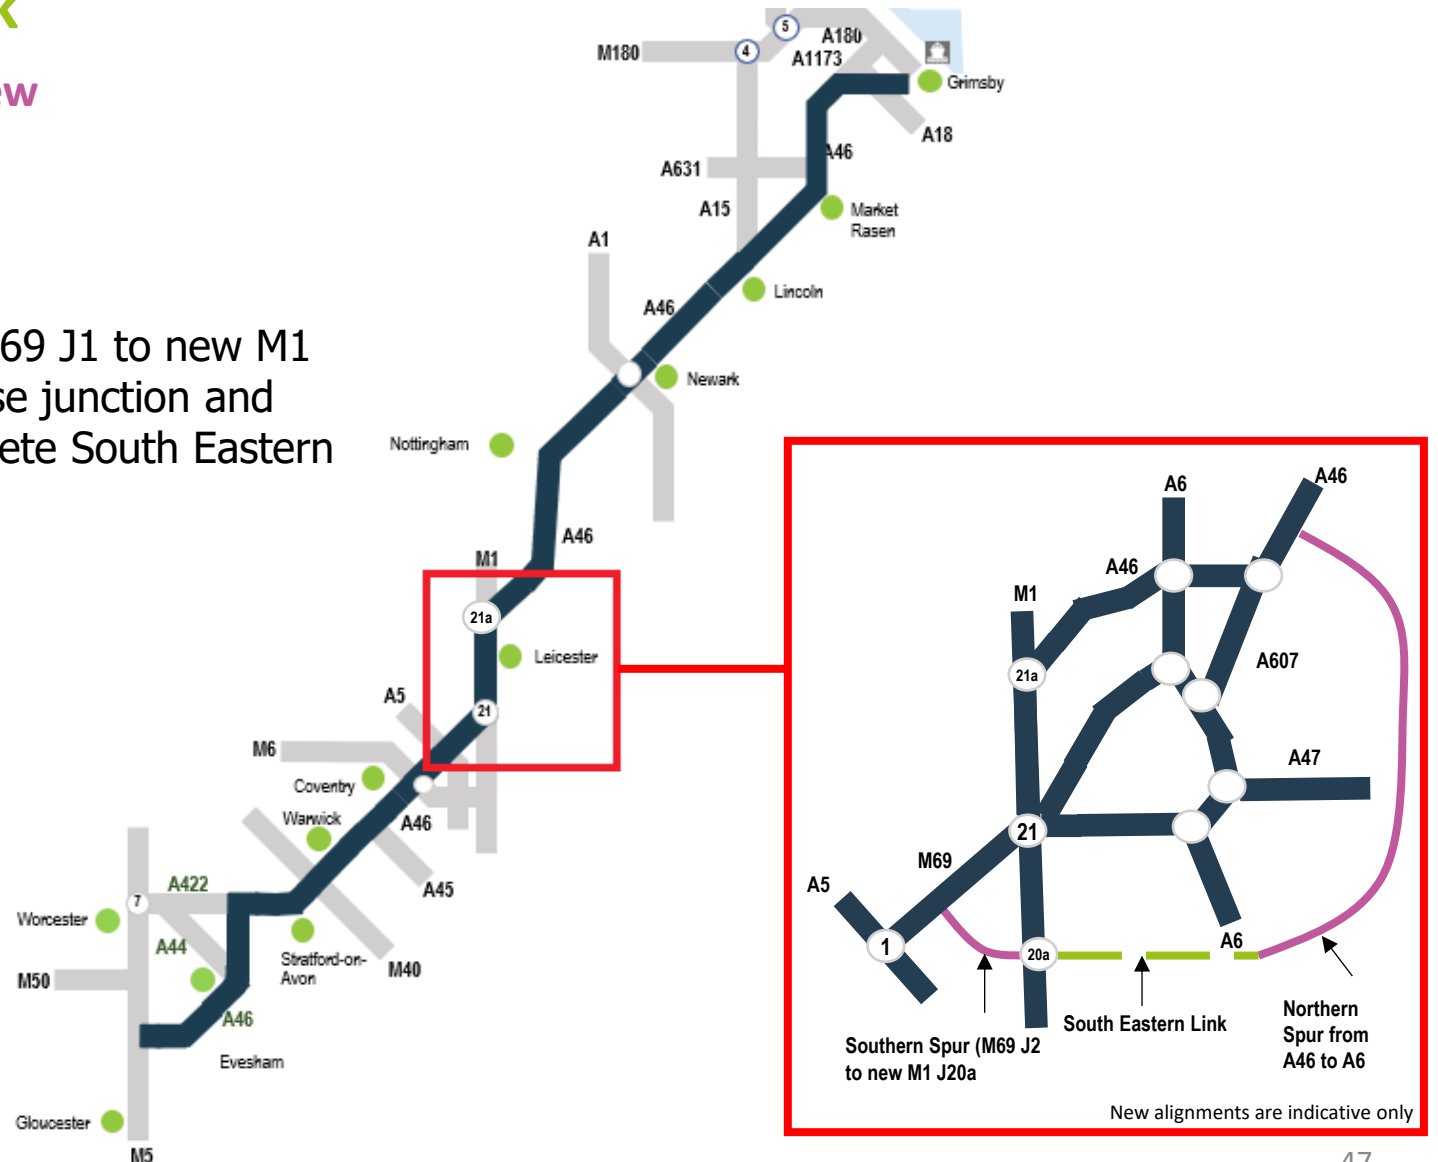 5
A180
M180
4
A1173
Grimsby
A18
A46
A631
A15
Market
Rasen
A1
Lincoln
A46
69 J1 to new M1
Newark
se junction and
Nottingham
ete South Eastern
A46
M1
21a
Leicester
A5
21
M6
Coventry
Warwick
A46
A422
A45
7
Worcester
A44
Stratford-on-
Avon
M40
M50
A46
Evesham
Gloucester
M5
A6
A46
A46
M1
A607
21a
A47
21
M69
A5
1
20a
A6
South Eastern Link
Northern
Spur from
A46 to A6
Southern Spur (M69 J2
to new M1 J20a
New alignments are indicative only